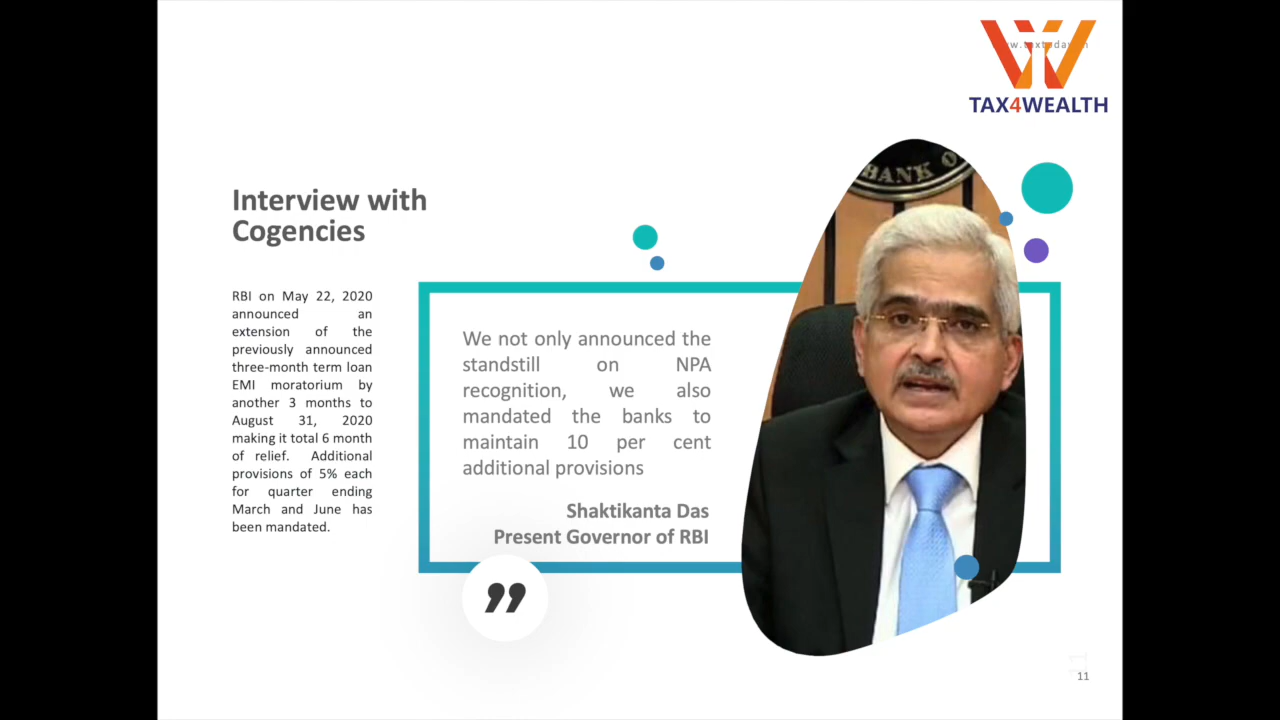 TAX4WEALTH
Interview with
Cogencies
BANK O
RBI on May 22, 2020
announced an
extension of the
previously announced
three-month term loan
EMI moratorium by
another 3 months to
August 31, 2020
making it total 6 month
of relief. Additional
provisions of 5% each
for quarter ending
March and June has
been mandated.
We not only announced the
standstill on NPA
recognition, we also
mandated the banks to
maintain 10 per cent
additional provisions
Shaktikanta Das
Present Governor of RBI
”
11